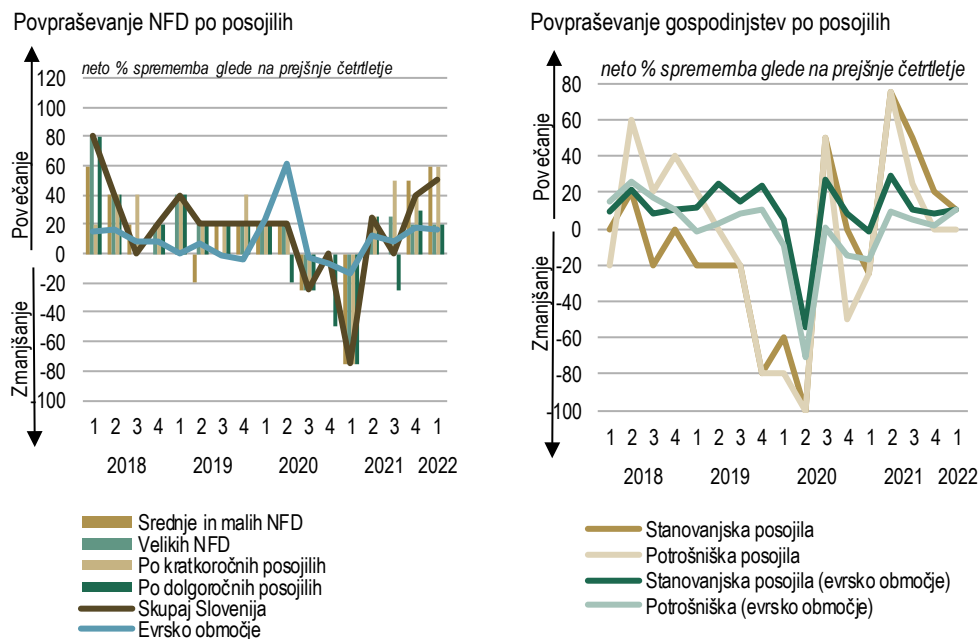 Povpraševanje NFD po posojilih
neto % sprememba glede na prejšnje četrtletje
Povečanje
Zmanjšanje
120
100
80
60
40
20
0
-20
-40
-60
-80
-100
1 2 3 4 1 2 3 4 1 2 3 4 1 2 3 4 1
2018 2019 2020 2021 2022
Srednje in malih NFD
Velikih NFD
Po kratkoročnih posojilih
Po dolgoročnih posojilih
Skupaj Slovenija
Evrsko območje
Povpraševanje gospodinjstev po posojilih
neto % sprememba glede na prejšnje četrtletje
Povečanje
Zmanjšanje
80
60
40
20
0
-20
-40
-60
-80
-100
1 2 3 4 1 2 3 4 1 2 3 4 1 2 3 4 1
2018 2019 2020 2021 2022
Stanovanjska posojila
Potrošniška posojila
Stanovanjska posojila (evrsko območje)
Potrošniška (evrsko območje)